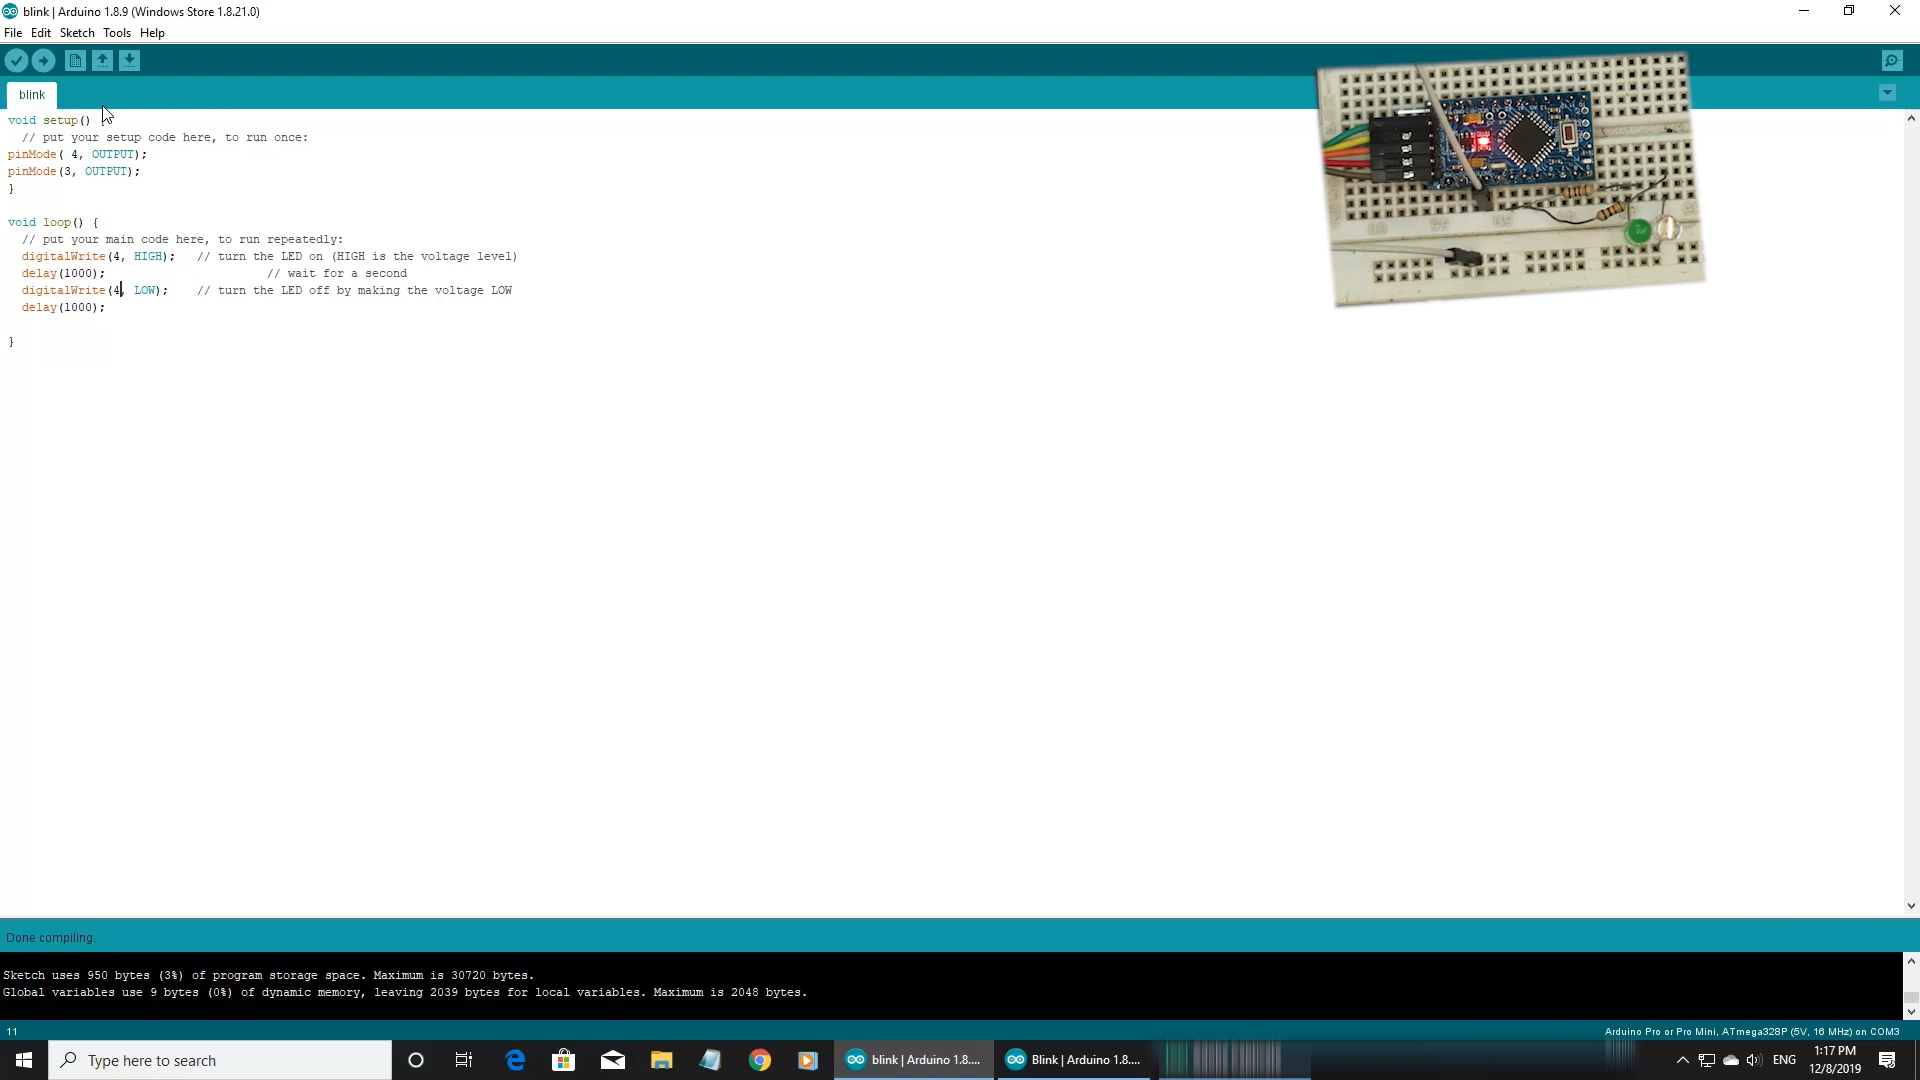 blink | Arduino 1.8.9 (Windows Store 1.8.21.0)
File Edit Sketch Tools Help
blink
void setup() {
// put your setup code here, to run once:
pinMode( 4, OUTPUT);
pinMode(3, OUTPUT);
}
void loop() {
// put your main code here, to run repeatedly:
digitalWrite(4, HIGH);   // turn the LED on (HIGH is the voltage level)
delay(1000);                       // wait for a second
digitalWrite(4, LOW);    // turn the LED off by making the voltage LOW
delay(1000);
}
Done compiling.
Sketch uses 950 bytes (3%) of program storage space. Maximum is 30720 bytes.
Global variables use 9 bytes (0%) of dynamic memory, leaving 2039 bytes for local variables. Maximum is 2048 bytes.
11
Arduino Pro or Pro Mini, ATmega328P (5V, 16 MHz) on COM3
Type here to search
blink | Arduino 1.8....
Blink | Arduino 1.8....
ENG
1:17 PM
12/8/2019